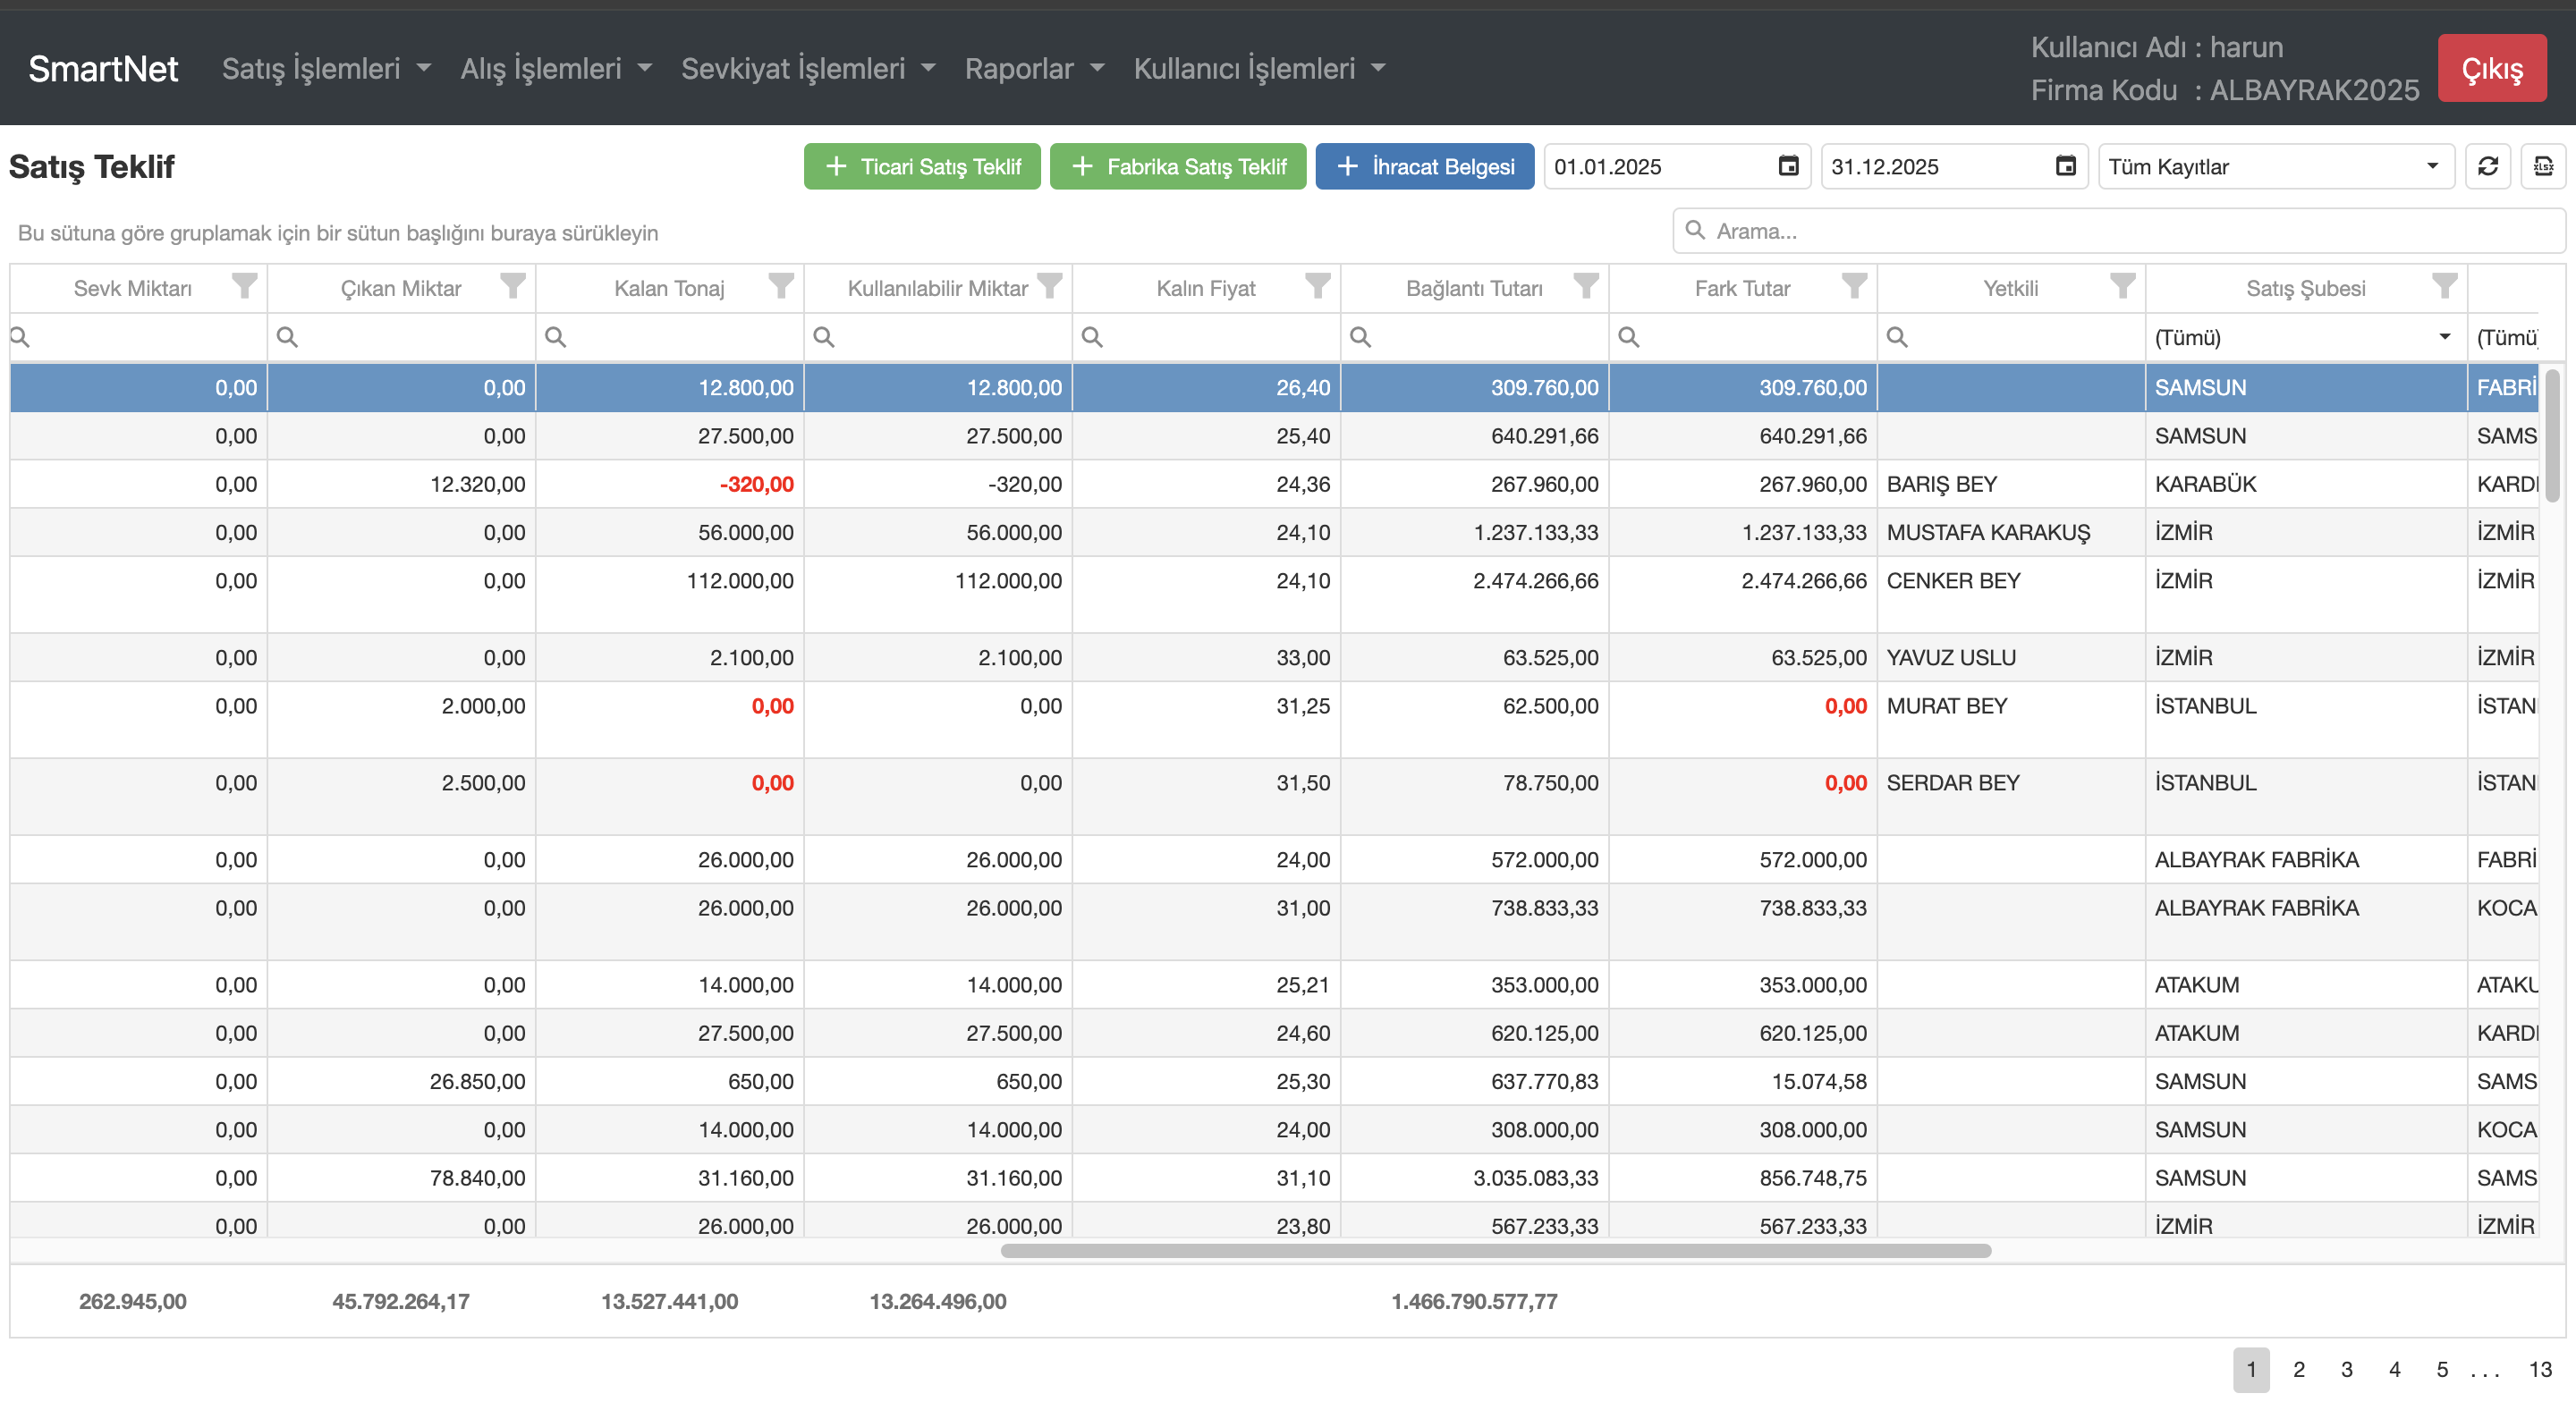 SmartNet Satış İşlemleri Alış İşlemleri Sevkiyat İşlemleri Raporlar Kullanıcı İşlemleri
Kullanıcı Adı : harun
Firma Kodu : ALBAYRAK2025
Çıkış
Satış Teklif
+ Ticari Satış Teklif + Fabrika Satış Teklif + İhracat Belgesi 01.01.2025 31.12.2025 Tüm Kayıtlar XLSX
Bu sütuna göre gruplamak için bir sütun başlığını buraya sürükleyin
Arama...
Sevk Miktarı Çıkan Miktar Kalan Tonaj Kullanılabilir Miktar Kalın Fiyat Bağlantı Tutarı Fark Tutar Yetkili Satış Şubesi
(Tümü) (Tümü
0,00 0,00 12.800,00 12.800,00 26,40 309.760,00 309.760,00 SAMSUN FABRİ
0,00 0,00 27.500,00 27.500,00 25,40 640.291,66 640.291,66 SAMSUN SAMS
0,00 12.320,00 -320,00 -320,00 24,36 267.960,00 267.960,00 BARIŞ BEY KARABÜK KARD
0,00 0,00 56.000,00 56.000,00 24,10 1.237.133,33 1.237.133,33 MUSTAFA KARAKUŞ İZMİR İZMİR
0,00 0,00 112.000,00 112.000,00 24,10 2.474.266,66 2.474.266,66 CENKER BEY İZMİR İZMİR
0,00 0,00 2.100,00 2.100,00 33,00 63.525,00 63.525,00 YAVUZ USLU İZMİR İZMİR
0,00 2.000,00 0,00 0,00 31,25 62.500,00 0,00 MURAT BEY İSTANBUL İSTAN
0,00 2.500,00 0,00 0,00 31,50 78.750,00 0,00 SERDAR BEY İSTANBUL İSTAN
0,00 0,00 26.000,00 26.000,00 24,00 572.000,00 572.000,00 ALBAYRAK FABRİKA FABRİ
0,00 0,00 26.000,00 26.000,00 31,00 738.833,33 738.833,33 ALBAYRAK FABRİKA KOCA
0,00 0,00 14.000,00 14.000,00 25,21 353.000,00 353.000,00 ATAKUM ATAKU
0,00 0,00 27.500,00 27.500,00 24,60 620.125,00 620.125,00 ATAKUM KARD
0,00 26.850,00 650,00 650,00 25,30 637.770,83 15.074,58 SAMSUN SAMS
0,00 0,00 14.000,00 14.000,00 24,00 308.000,00 308.000,00 SAMSUN KOCA
0,00 78.840,00 31.160,00 31.160,00 31,10 3.035.083,33 856.748,75 SAMSUN SAMS
0,00 0,00 26.000,00 26.000,00 23,80 567.233,33 567.233,33 İZMİR İZMİR
262.945,00 45.792.264,17 13.527.441,00 13.264.496,00 1.466.790.577,77
1 2 3 4 5 ... 13